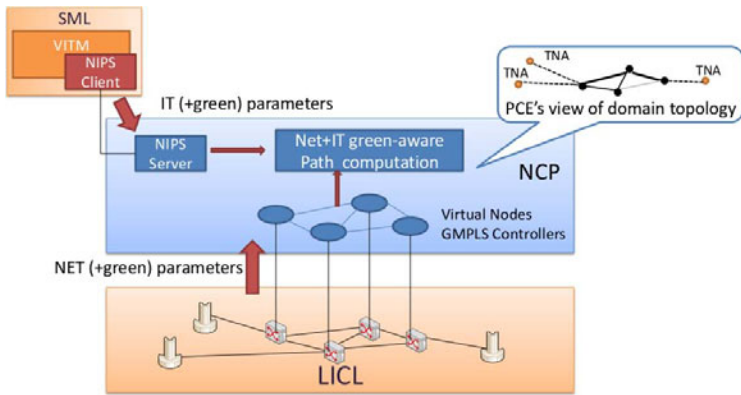 SML
VITM
NIPS
Client
IT (+green) parameters
TNA
TNA
TNA
PCE's view of domain topology
NIPS
Server
Net+IT green-aware
Path computation
NCP
Virtual Nodes
GMPLS Controllers
NET (+green) parameters
LICL